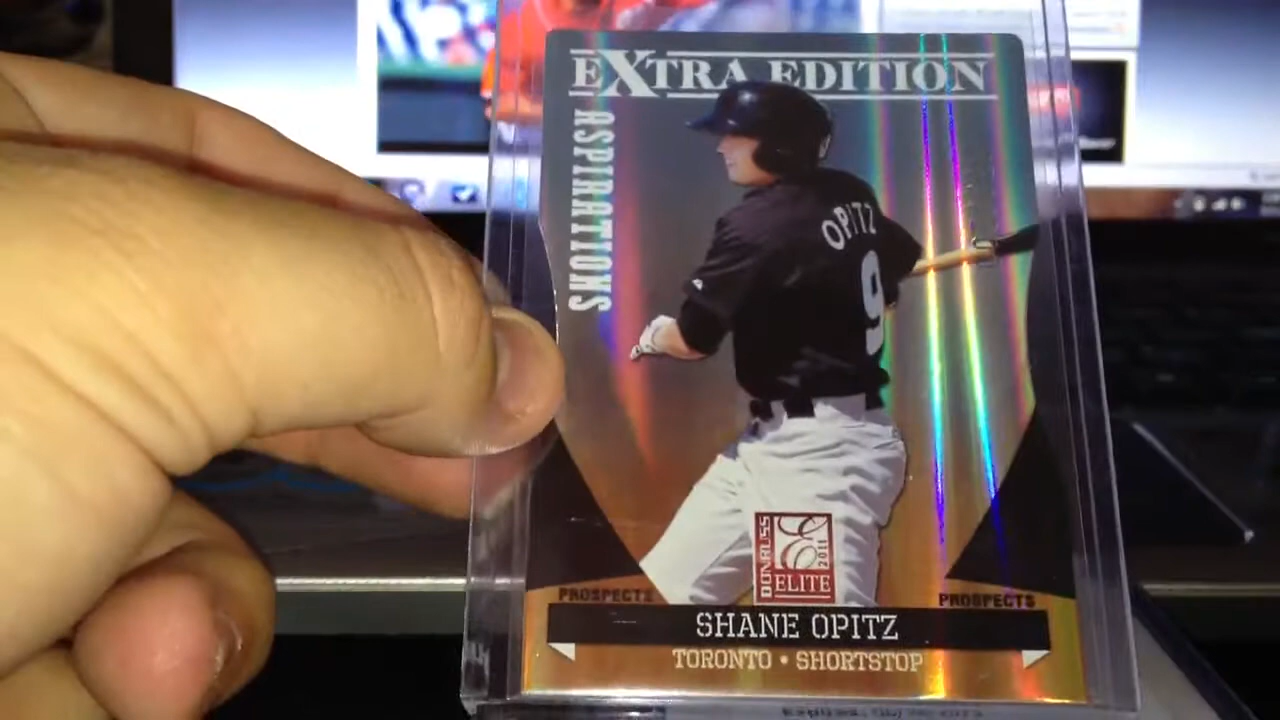 EXTRA EDITION
ASPIRATIONS
OPITZ
9
DONRUSS
ELITE
2011
PROSPECTS
PROSPECTS
SHANE OPITZ
TORONTO • SHORTSTOP